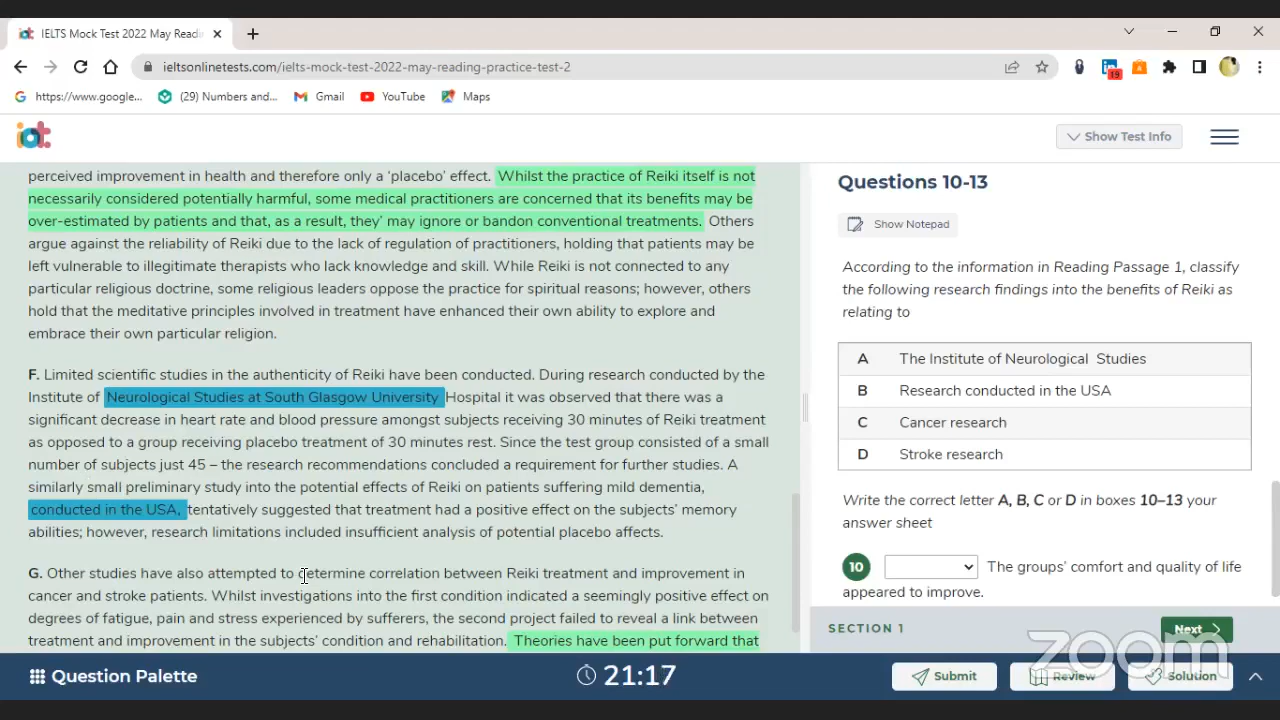 IELTS Mock Test 2022 May Readi
ieltsonlinetests.com/ielts-mock-test-2022-may-reading-practice-test-2
19
https://www.google... (29) Numbers and... Gmail YouTube Maps
iot.
Show Test Info
perceived improvement in health and therefore only a ‘placebo’ effect. Whilst the practice of Reiki itself is not
necessarily considered potentially harmful, some medical practitioners are concerned that its benefits may be
over-estimated by patients and that, as a result, they’ may ignore or bandon conventional treatments. Others
argue against the reliability of Reiki due to the lack of regulation of practitioners, holding that patients may be
left vulnerable to illegitimate therapists who lack knowledge and skill. While Reiki is not connected to any
particular religious doctrine, some religious leaders oppose the practice for spiritual reasons; however, others
hold that the meditative principles involved in treatment have enhanced their own ability to explore and
embrace their own particular religion.
F. Limited scientific studies in the authenticity of Reiki have been conducted. During research conducted by the
Institute of Neurological Studies at South Glasgow University Hospital it was observed that there was a
significant decrease in heart rate and blood pressure amongst subjects receiving 30 minutes of Reiki treatment
as opposed to a group receiving placebo treatment of 30 minutes rest. Since the test group consisted of a small
number of subjects just 45 – the research recommendations concluded a requirement for further studies. A
similarly small preliminary study into the potential effects of Reiki on patients suffering mild dementia,
conducted in the USA, tentatively suggested that treatment had a positive effect on the subjects’ memory
abilities; however, research limitations included insufficient analysis of potential placebo affects.
G. Other studies have also attempted to determine correlation between Reiki treatment and improvement in
cancer and stroke patients. Whilst investigations into the first condition indicated a seemingly positive effect on
degrees of fatigue, pain and stress experienced by sufferers, the second project failed to reveal a link between
treatment and improvement in the subjects’ condition and rehabilitation. Theories have been put forward that
Questions 10-13
Show Notepad
According to the information in Reading Passage 1, classify
the following research findings into the benefits of Reiki as
relating to
A The Institute of Neurological Studies
B Research conducted in the USA
C Cancer research
D Stroke research
Write the correct letter A, B, C or D in boxes 10–13 your
answer sheet
10 The groups’ comfort and quality of life
appeared to improve.
SECTION 1
Next
Question Palette
21:17
Submit
Review
Solution
zoom